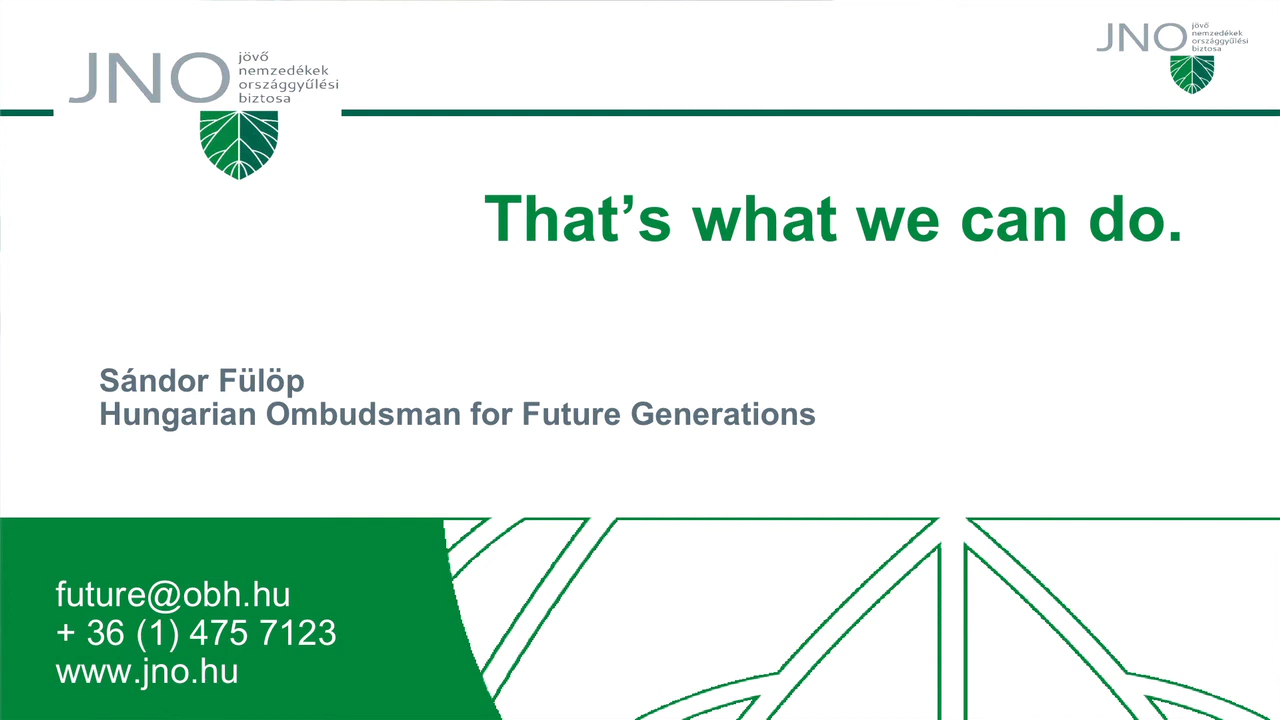 JNO
jövő
nemzedékek
országgyűlési
biztosa
JNO
jövő
nemzedékek
országgyűlési
biztosa
That’s what we can do.
Sándor Fülöp
Hungarian Ombudsman for Future Generations
future@obh.hu
+ 36 (1) 475 7123
www.jno.hu